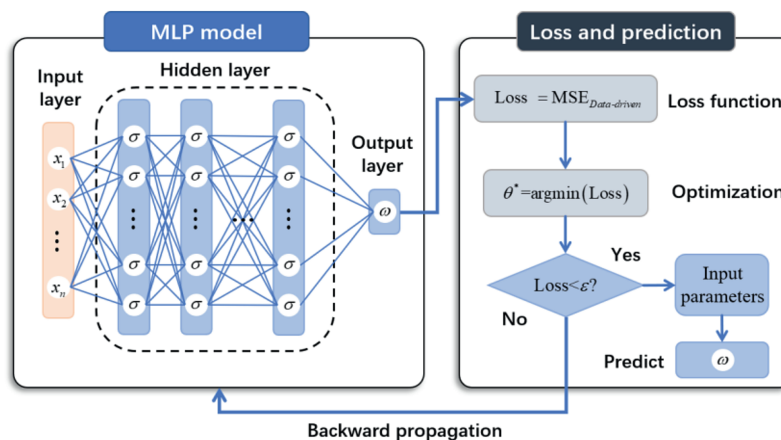 MLP model
Input
layer
Hidden layer
x₁
x₂
⋮
xₙ
σ
σ
⋮
σ
σ
σ
σ
⋮
σ
σ
...
σ
σ
⋮
σ
σ
Output
layer
ω
Loss and prediction
Loss = MSE_Data-driven
Loss function
θ*=argmin(Loss)
Optimization
Loss<ε?
Yes
No
Input
parameters
Predict
ω
Backward propagation